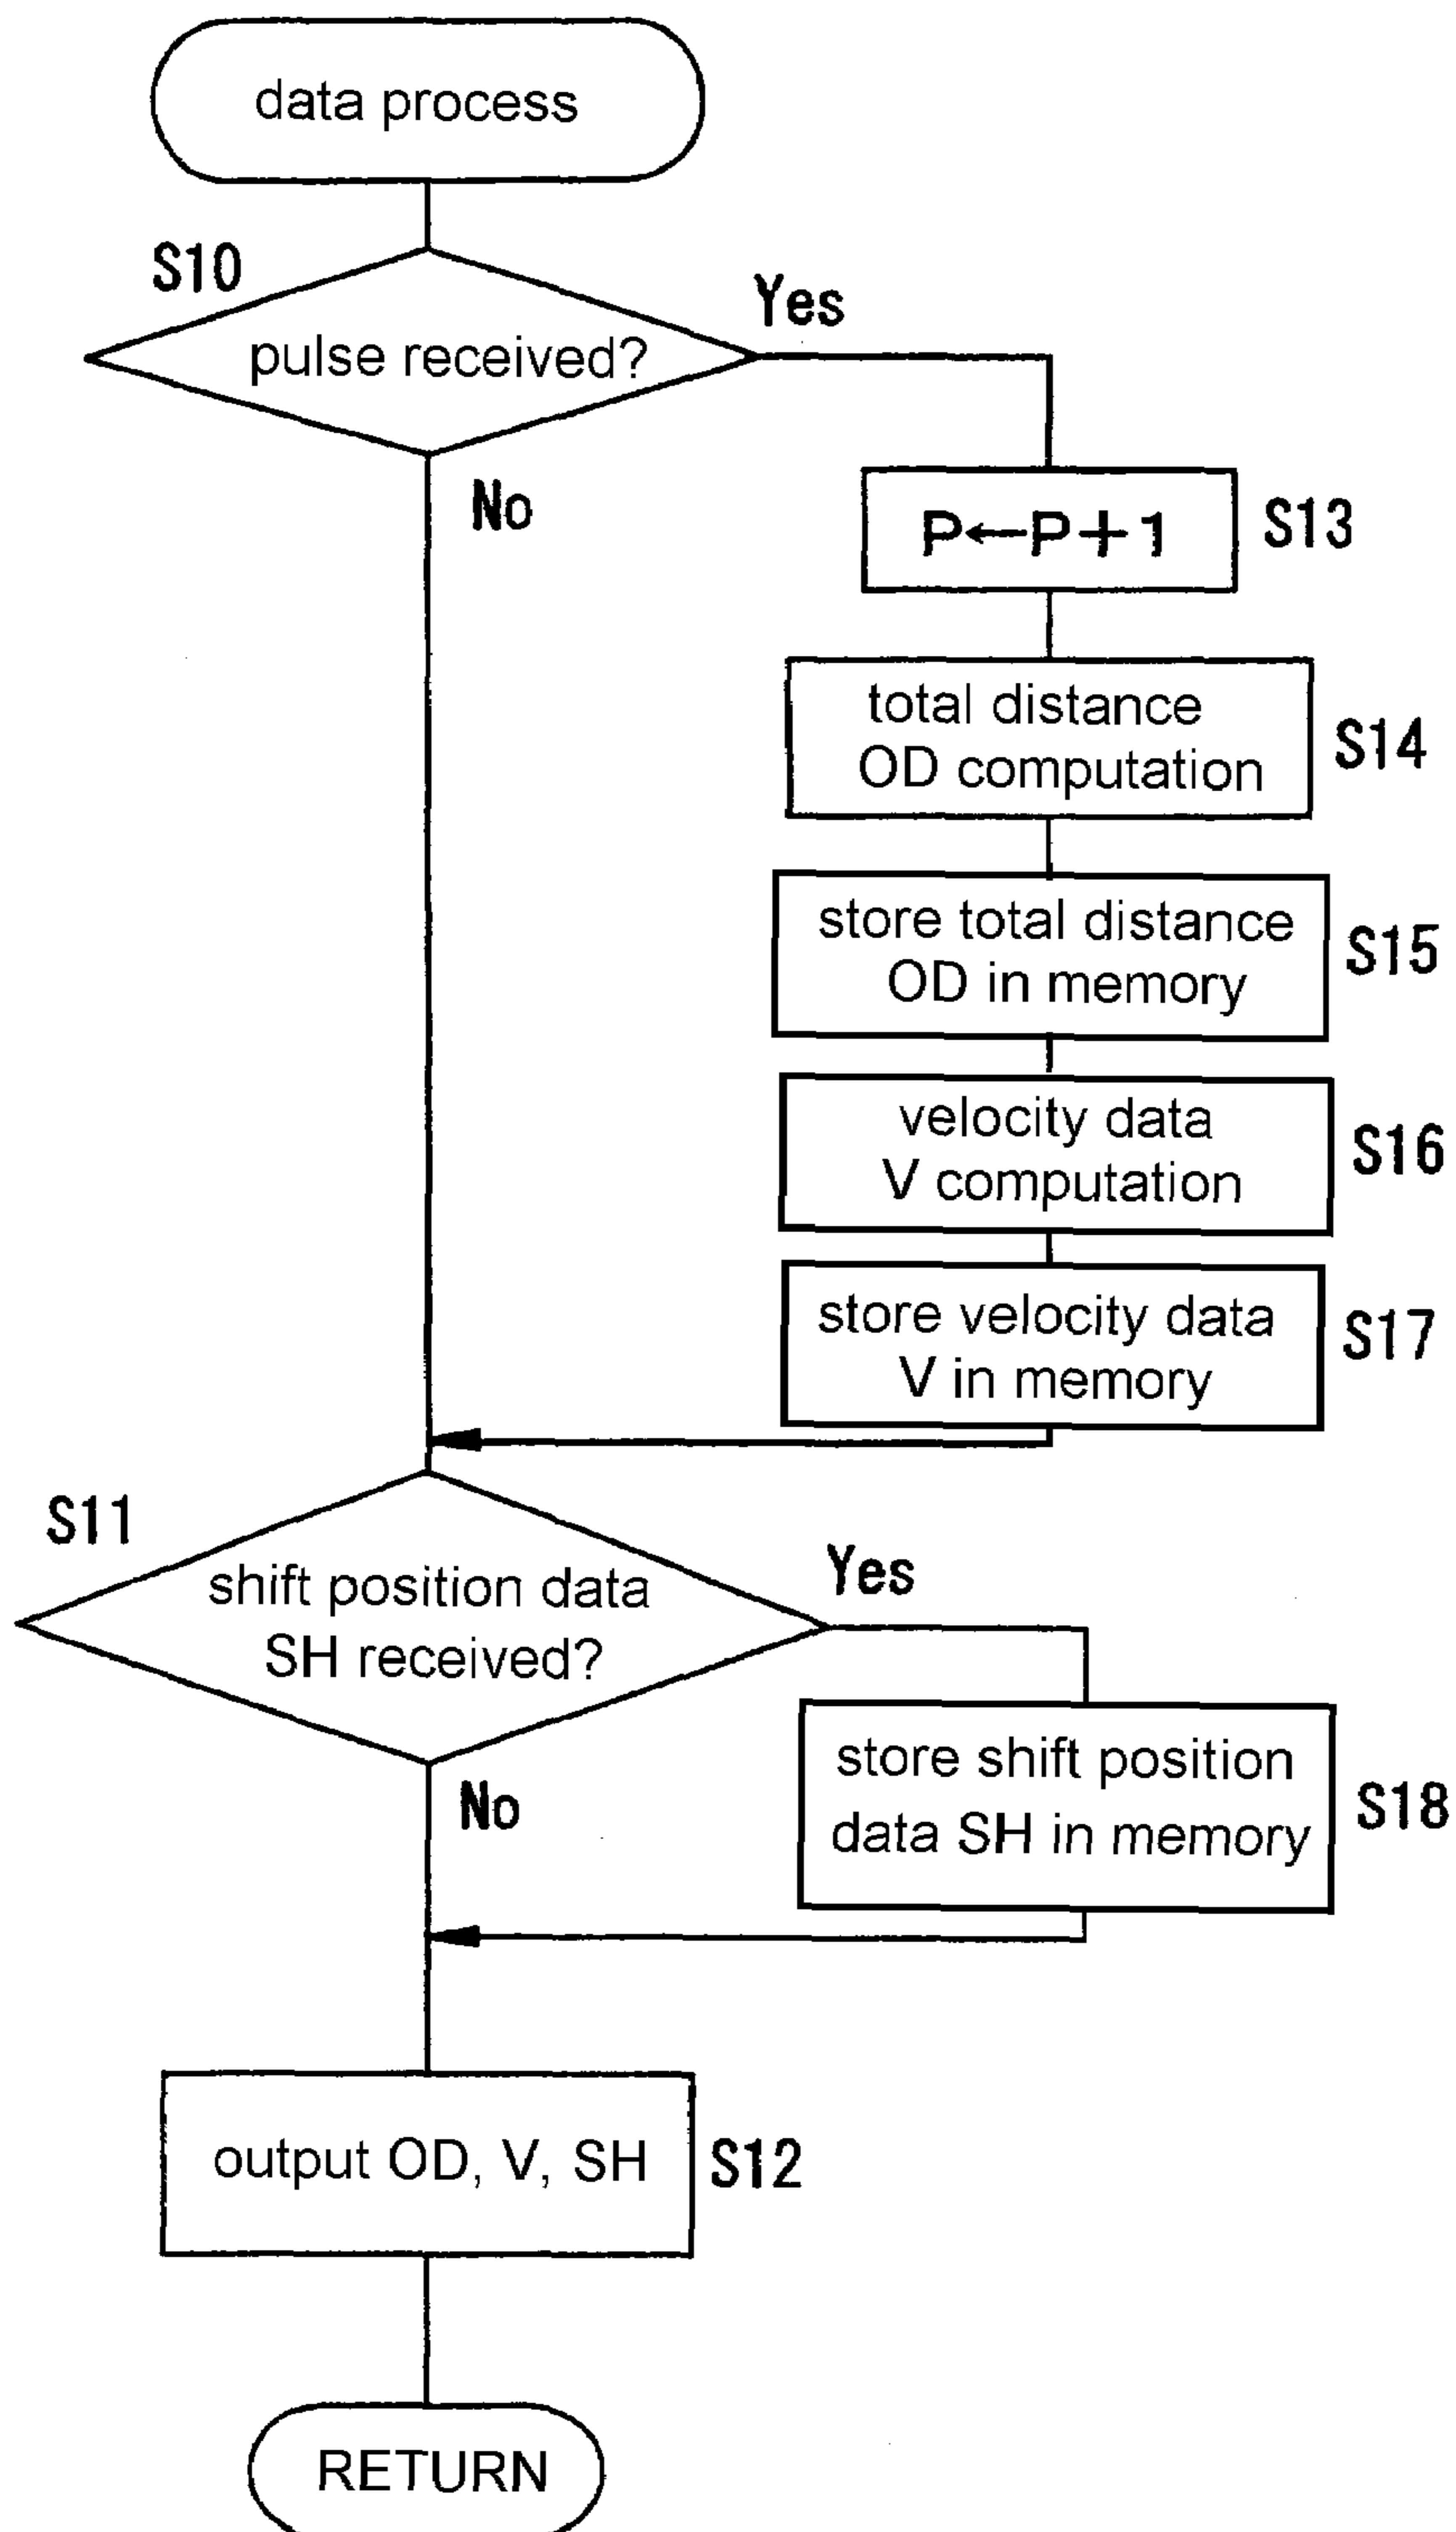 data process
S10
pulse received?
Yes
No
P←P+1
S13
total distance
OD computation
S14
store total distance
OD in memory
S15
velocity data
V computation
S16
store velocity data
V in memory
S17
S11
shift position data
SH received?
Yes
No
store shift position
data SH in memory
S18
output OD, V, SH
S12
RETURN